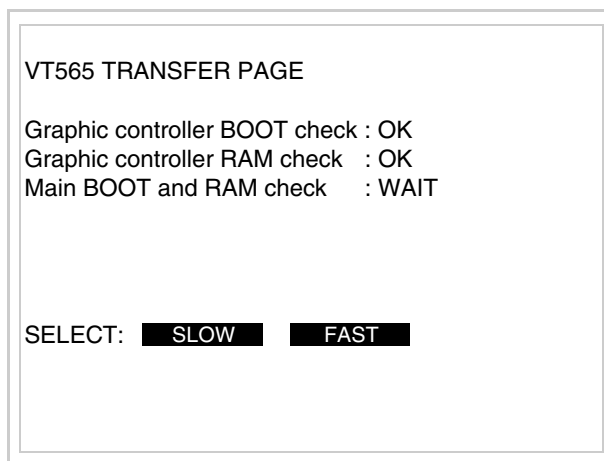 VT565 TRANSFER PAGE
Graphic controller BOOT check : OK
Graphic controller RAM check : OK
Main BOOT and RAM check : WAIT
SELECT: SLOW FAST